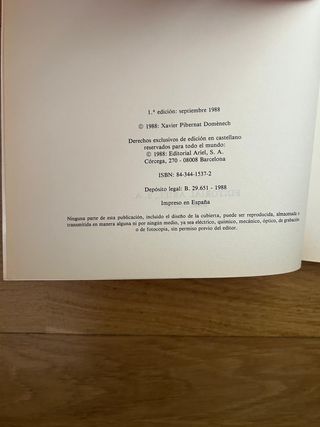 1.ª edición: septiembre 1988
© 1988: Xavier Pibernat Domènech
Derechos exclusivos de edición en castellano
reservados para todo el mundo:
© 1988: Editorial Ariel, S. A.
Córcega, 270 - 08008 Barcelona
ISBN: 84-344-1537-2
Depósito legal: B. 29.651 - 1988
Impreso en España
Ninguna parte de esta publicación, incluido el diseño de la cubierta, puede ser reproducida, almacenada o
transmitida en manera alguna ni por ningún medio, ya sea eléctrico, químico, mecánico, óptico, de grabación
o de fotocopia, sin permiso previo del editor.